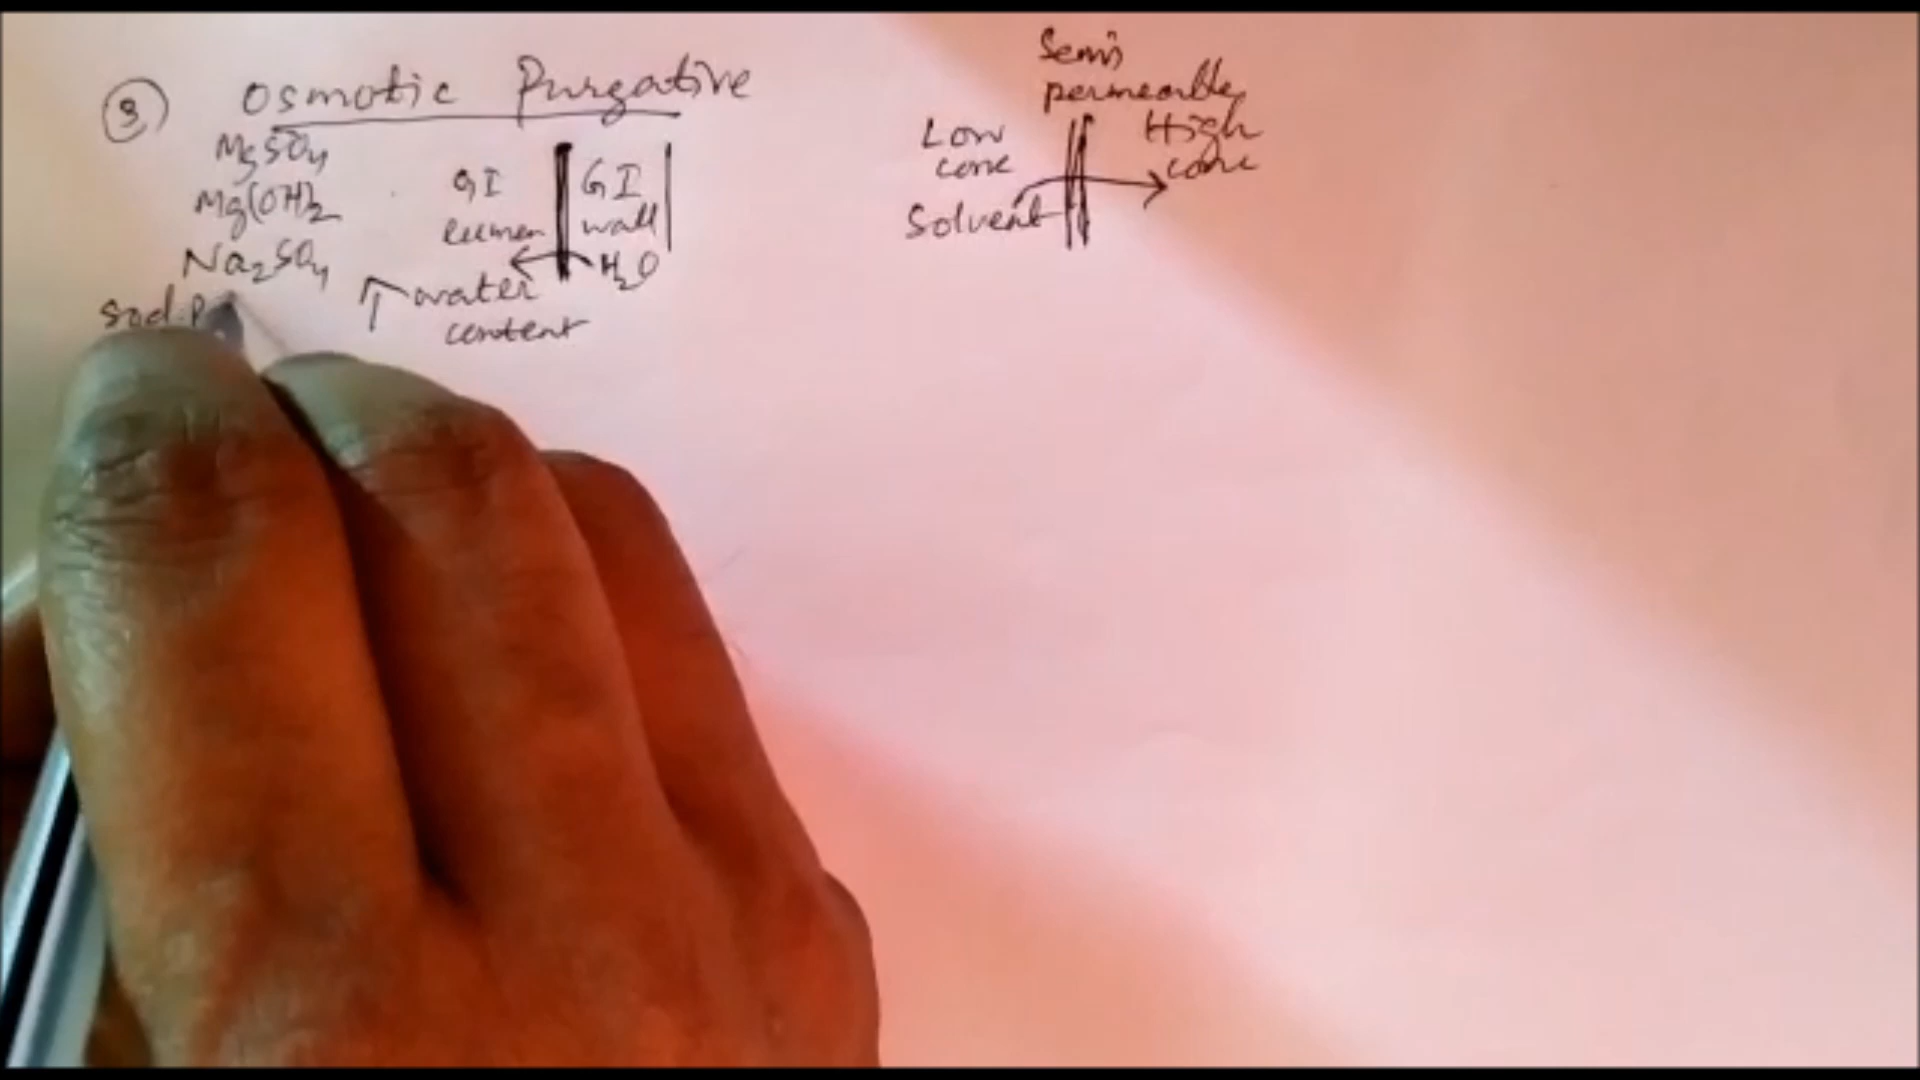 3 Osmotic Purgative
MgSO4
Mg(OH)2
Na2SO4
sod. P
GI
lumen
GI
wall
H2O
↑ water
content
Semi
permeable
Low
conc
High
conc
Solvent